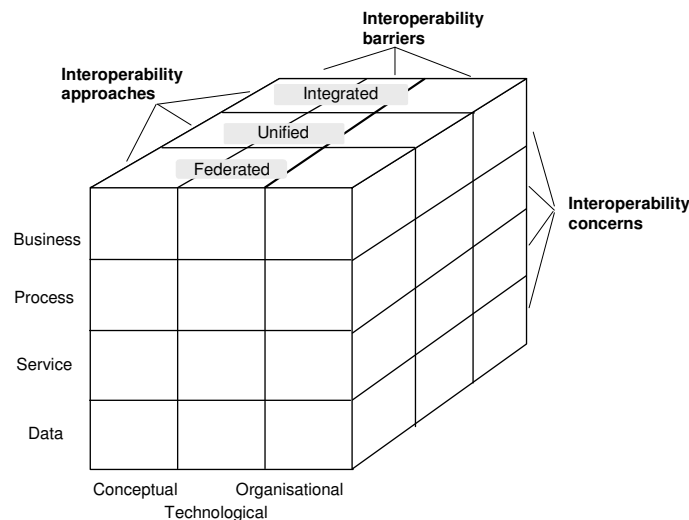 Interoperability
barriers
Interoperability
approaches
Integrated
Unified
Federated
Interoperability
concerns
Business
Process
Service
Data
Conceptual
Organisational
Technological